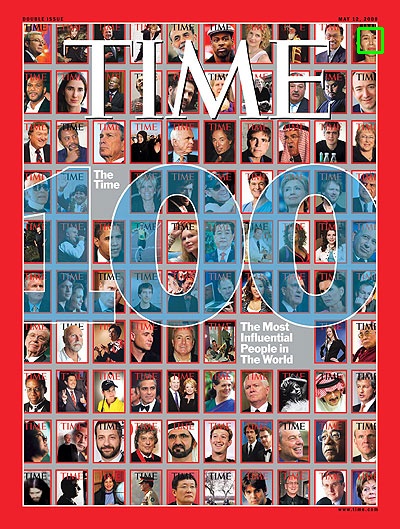 DOUBLE ISSUE
MAY 12, 2008
TIME
The
Time
100
The Most
Influential
People in
The World
www.time.com